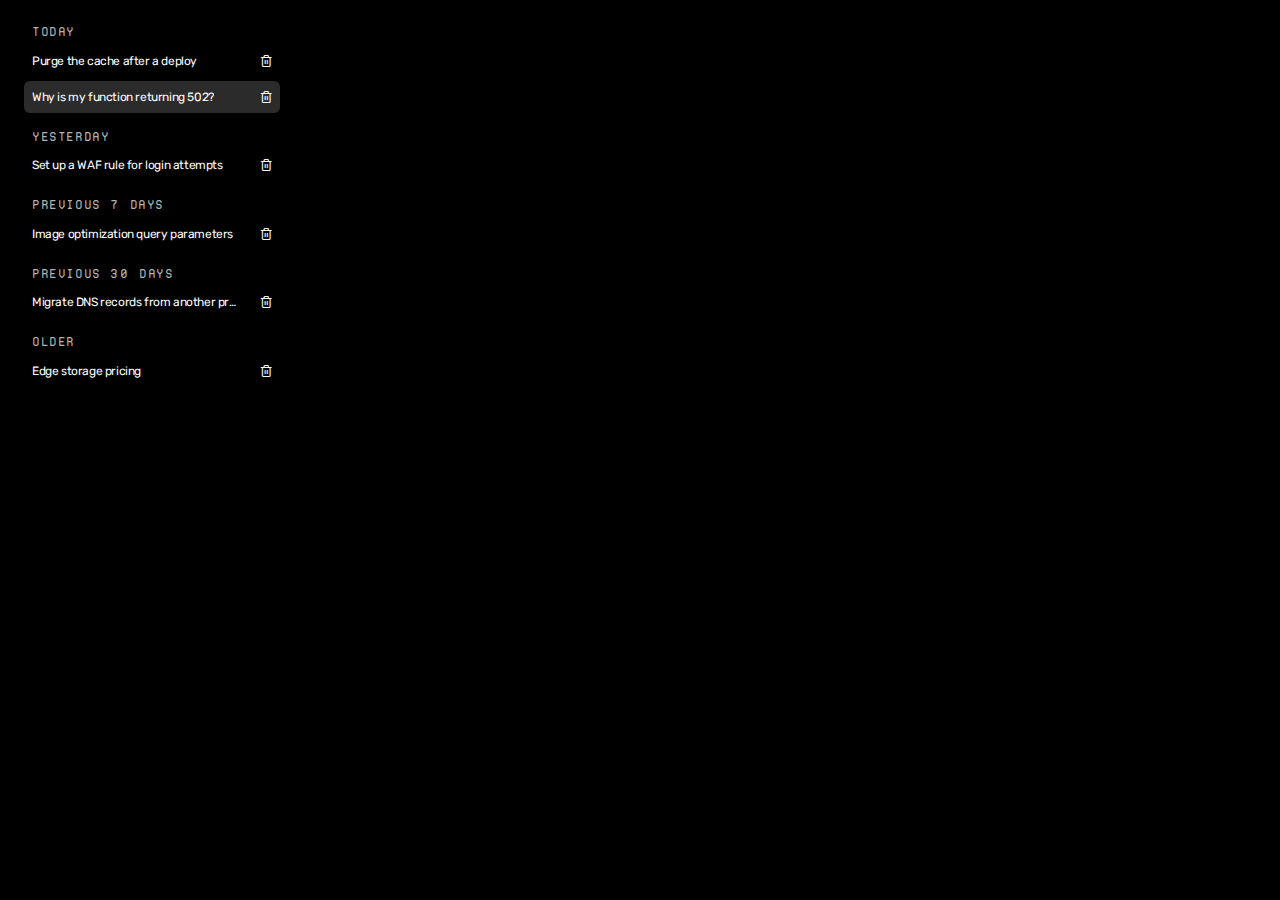 TODAY
Purge the cache after a deploy
Why is my function returning 502?
YESTERDAY
Set up a WAF rule for login attempts
PREVIOUS 7 DAYS
Image optimization query parameters
PREVIOUS 30 DAYS
Migrate DNS records from another pr...
OLDER
Edge storage pricing